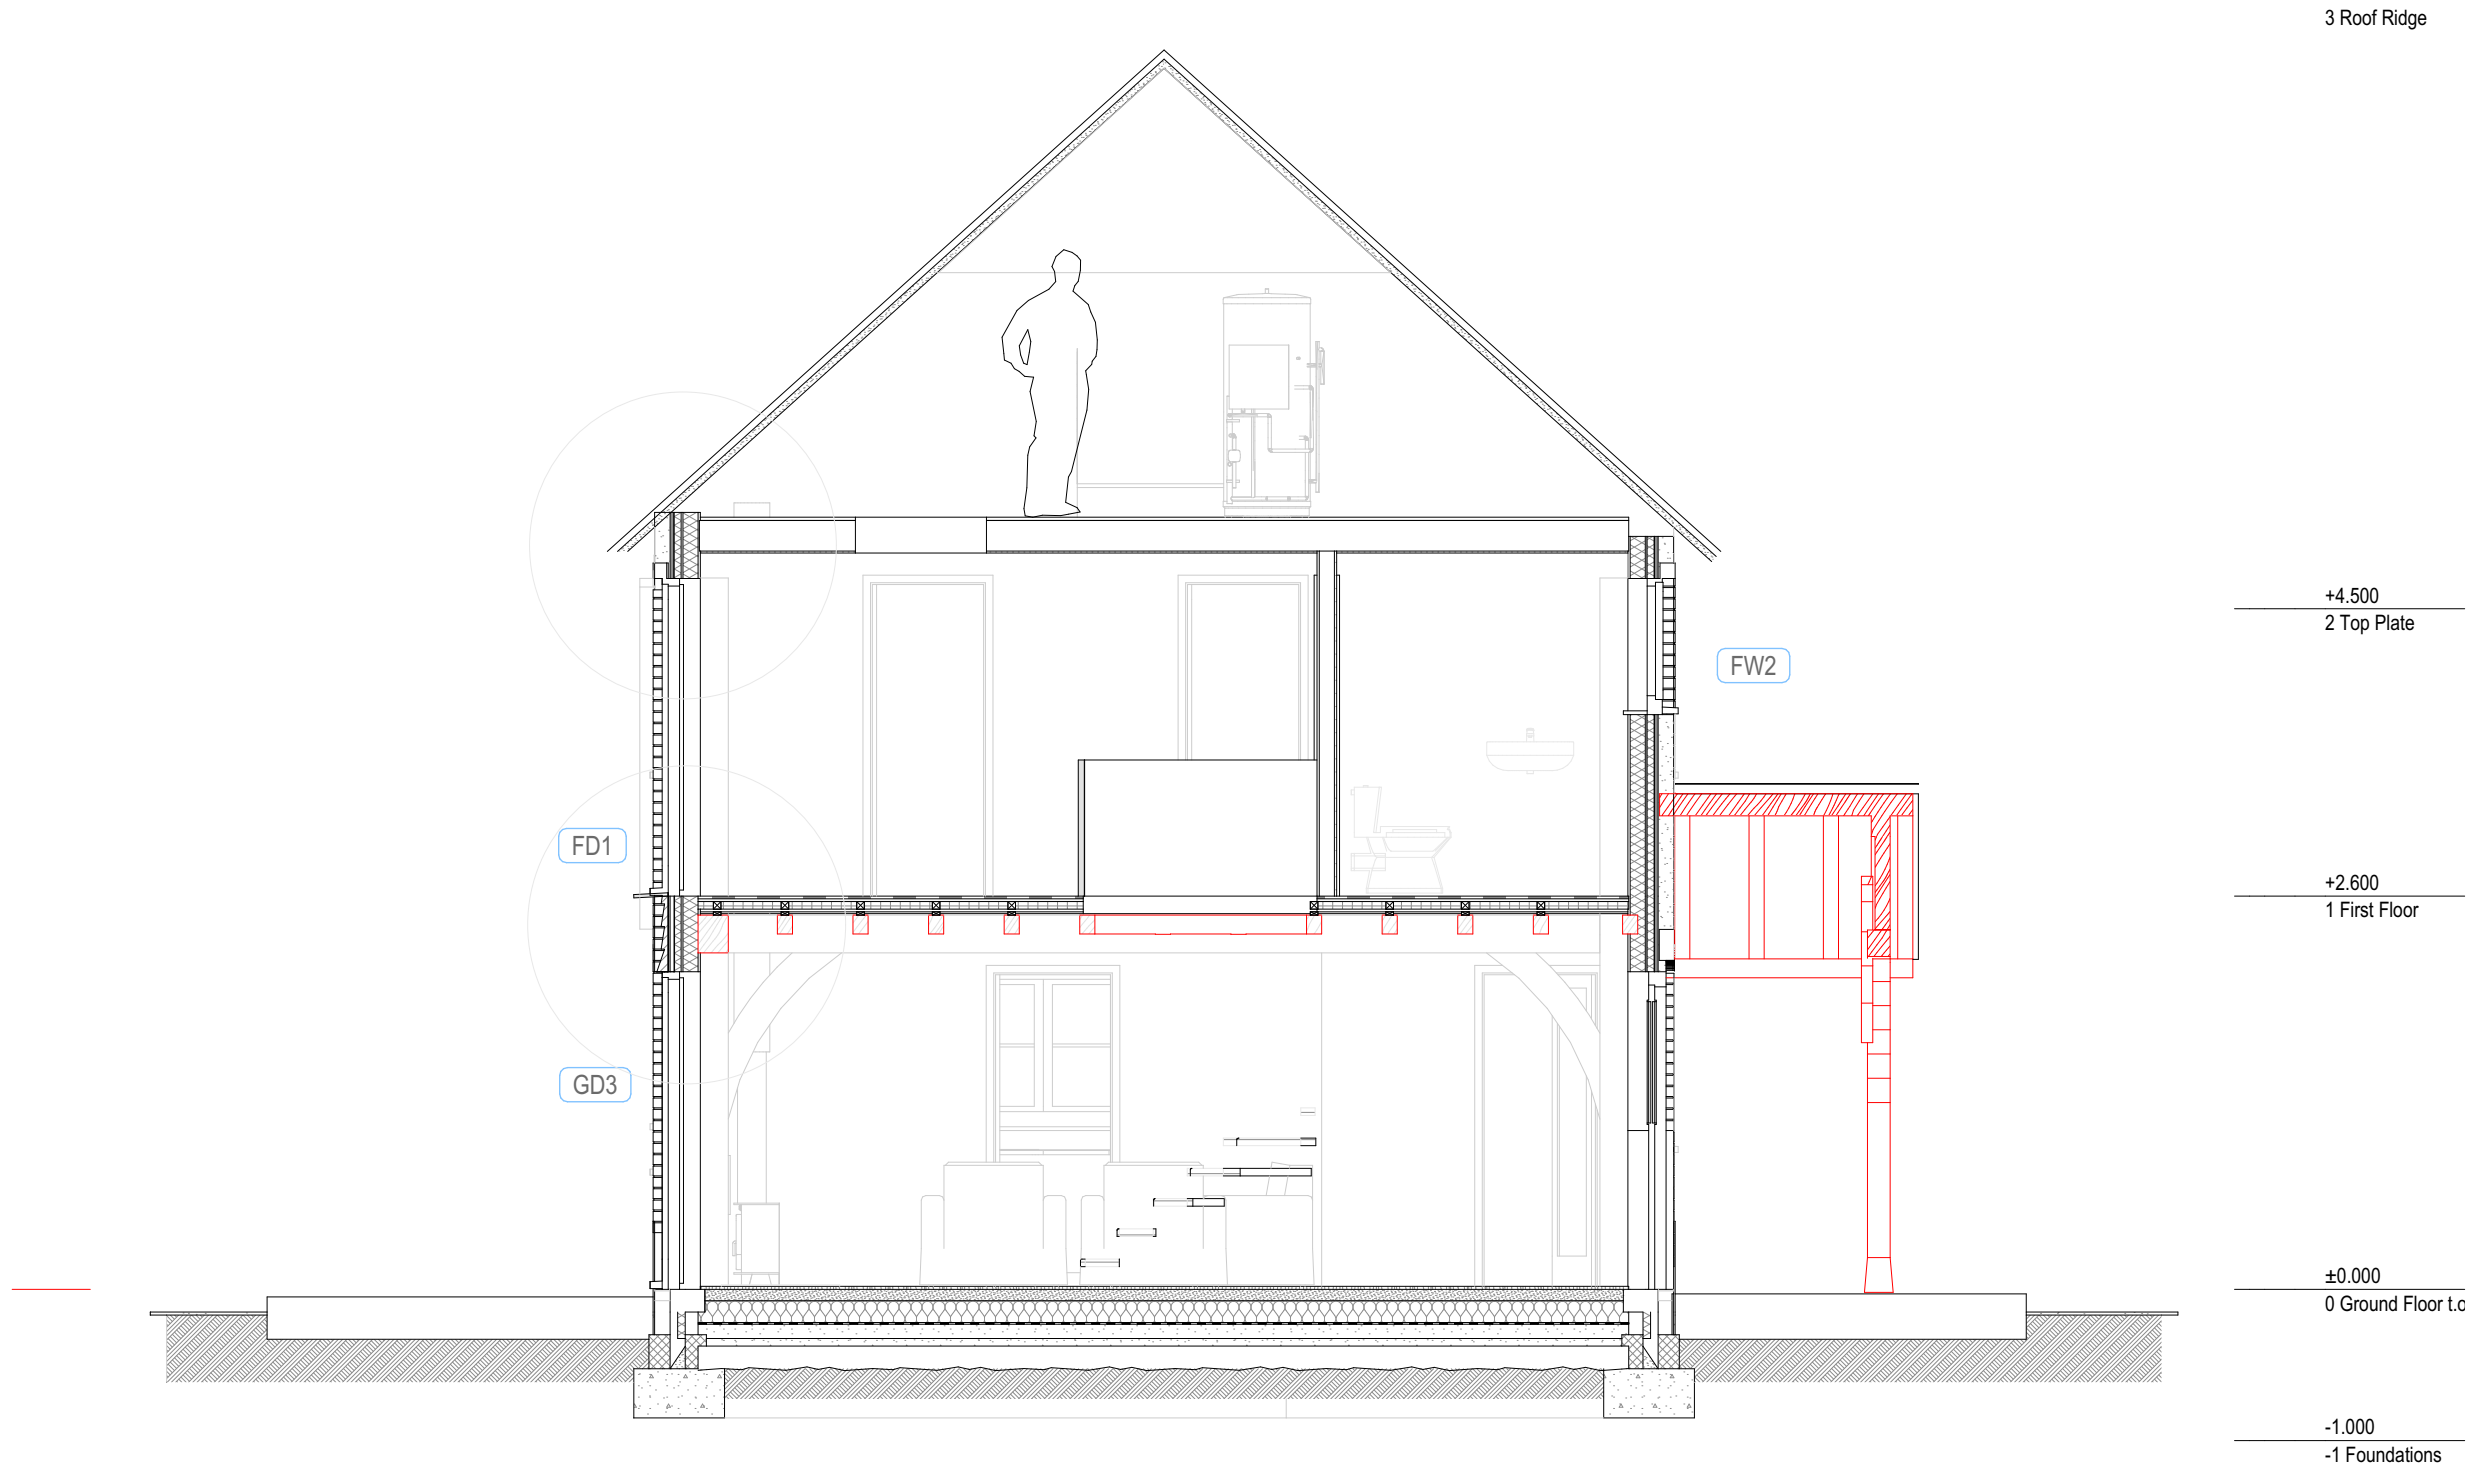 3 Roof Ridge
+4.500
2 Top Plate
FW2
FD1
+2.600
1 First Floor
GD3
±0.000
0 Ground Floor t.o
-1.000
-1 Foundations